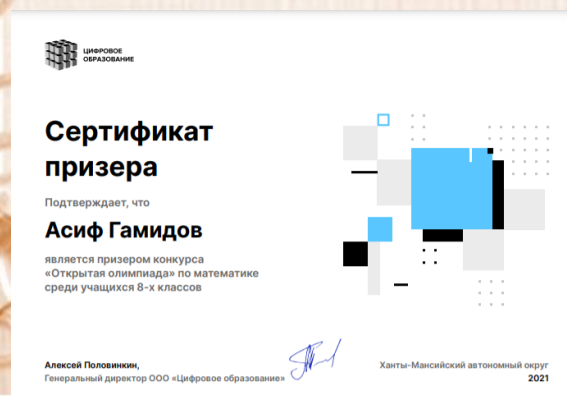 ЦИФРОВОЕ
ОБРАЗОВАНИЕ
Сертификат
призера
Подтверждает, что
Асиф Гамидов
является призером конкурса
«Открытая олимпиада» по математике
среди учащихся 8-х классов
Алексей Половинкин,
Генеральный директор ООО «Цифровое образование»
Ханты-Мансийский автономный округ
2021